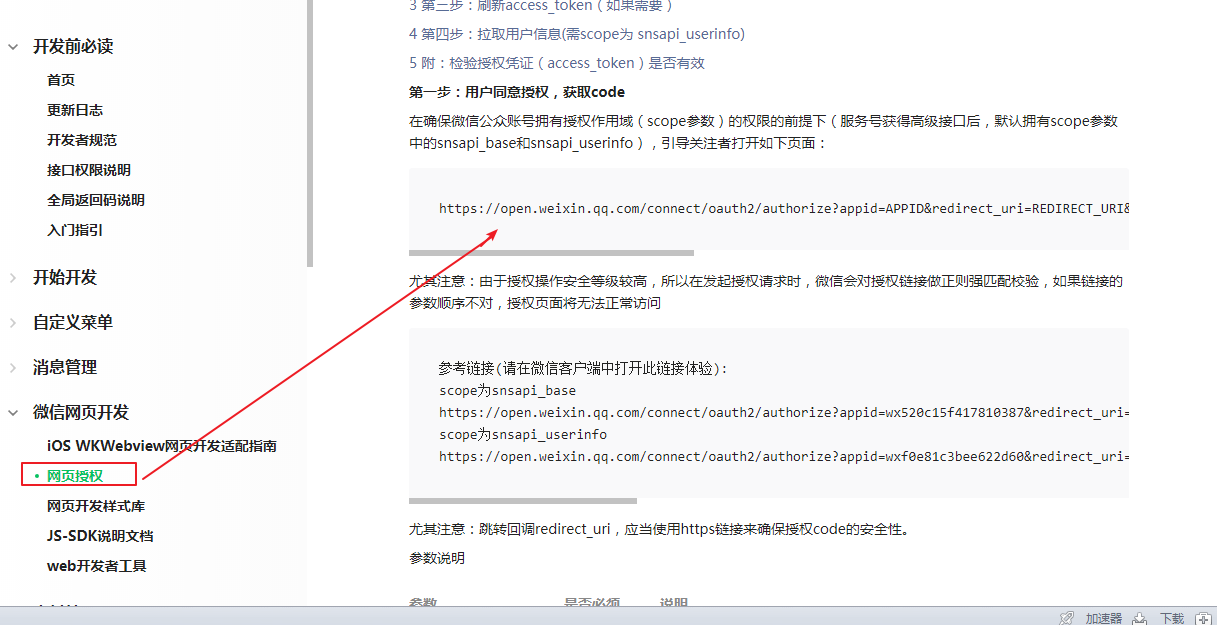 开发前必读
首页
更新日志
开发者规范
接口权限说明
全局返回码说明
入门指引
开始开发
自定义菜单
消息管理
微信网页开发
iOS WKWebview网页开发适配指南
网页授权
网页开发样式库
JS-SDK说明文档
web开发者工具
3 第三步：刷新access_token（如果需要）
4 第四步：拉取用户信息(需scope为 snsapi_userinfo)
5 附：检验授权凭证（access_token）是否有效
第一步：用户同意授权，获取code
在确保微信公众账号拥有授权作用域（scope参数）的权限的前提下（服务号获得高级接口后，默认拥有scope参数
中的snsapi_base和snsapi_userinfo），引导关注者打开如下页面：
https://open.weixin.qq.com/connect/oauth2/authorize?appid=APPID&redirect_uri=REDIRECT_URI&
尤其注意：由于授权操作安全等级较高，所以在发起授权请求时，微信会对授权链接做正则强匹配校验，如果链接的
参数顺序不对，授权页面将无法正常访问
参考链接(请在微信客户端中打开此链接体验):
scope为snsapi_base
https://open.weixin.qq.com/connect/oauth2/authorize?appid=wx520c15f417810387&redirect_uri=
scope为snsapi_userinfo
https://open.weixin.qq.com/connect/oauth2/authorize?appid=wxf0e81c3bee622d60&redirect_uri=
尤其注意：跳转回调redirect_uri，应当使用https链接来确保授权code的安全性。
参数说明
参数 是否必须 说明
加速器 下载